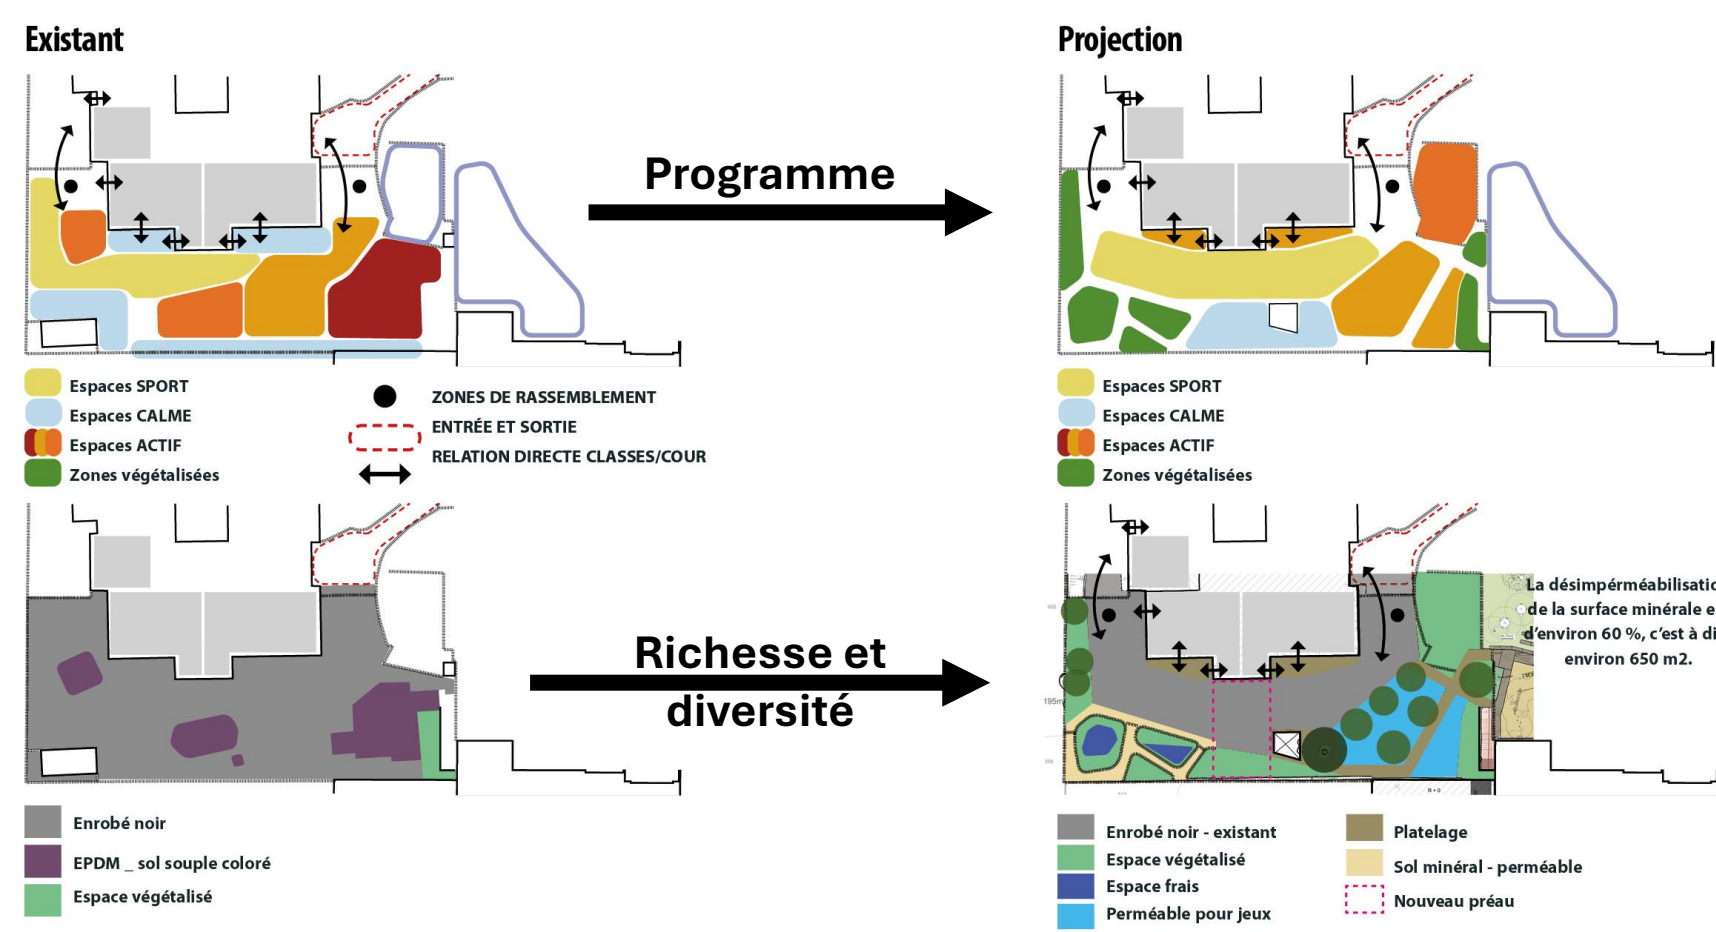 Existant
Projection
Programme
Espaces SPORT
Espaces CALME
Espaces ACTIF
Zones végétalisées
ZONES DE RASSEMBLEMENT
ENTRÉE ET SORTIE
RELATION DIRECTE CLASSES/COUR
Espaces SPORT
Espaces CALME
Espaces ACTIF
Zones végétalisées
Richesse et
diversité
La désimpérméabilisatio
de la surface minérale e
d'environ 60 %, c'est à di
environ 650 m2.
195m
R+0
Enrobé noir
EPDM _ sol souple coloré
Espace végétalisé
Enrobé noir - existant
Espace végétalisé
Espace frais
Perméable pour jeux
Platelage
Sol minéral - perméable
Nouveau préau